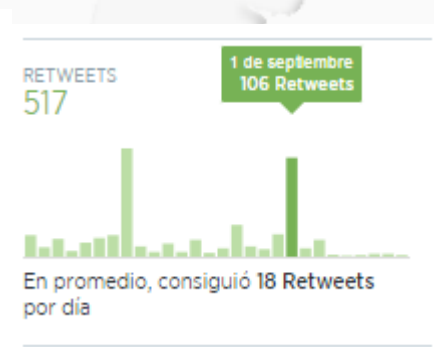 RETWEETS
517
1 de septiembre
106 Retweets
En promedio, consiguió 18 Retweets
por día